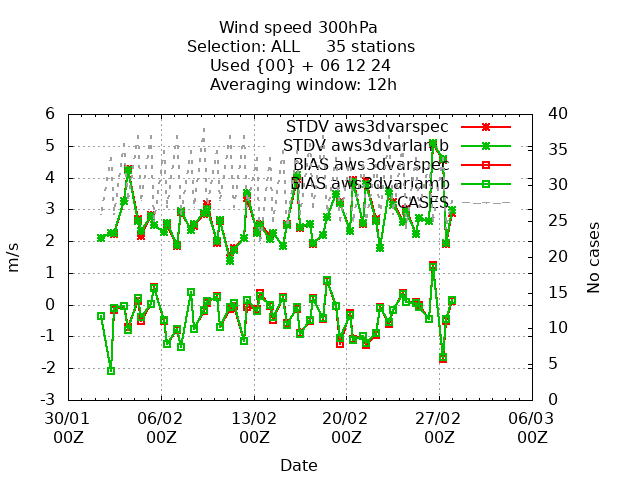 Wind speed 300hPa
Selection: ALL 35 stations
Used {00} + 06 12 24
Averaging window: 12h
STDV aws3dvarspec
STDV aws3dvarlamb
BIAS aws3dvarspec
BIAS aws3dvarlamb
CASES
6
5
4
3
2
1
0
-1
-2
-3
m/s
40
35
30
25
20
15
10
5
0
No cases
30/01 06/02 13/02 20/02 27/02 06/03
00Z 00Z 00Z 00Z 00Z 00Z
Date